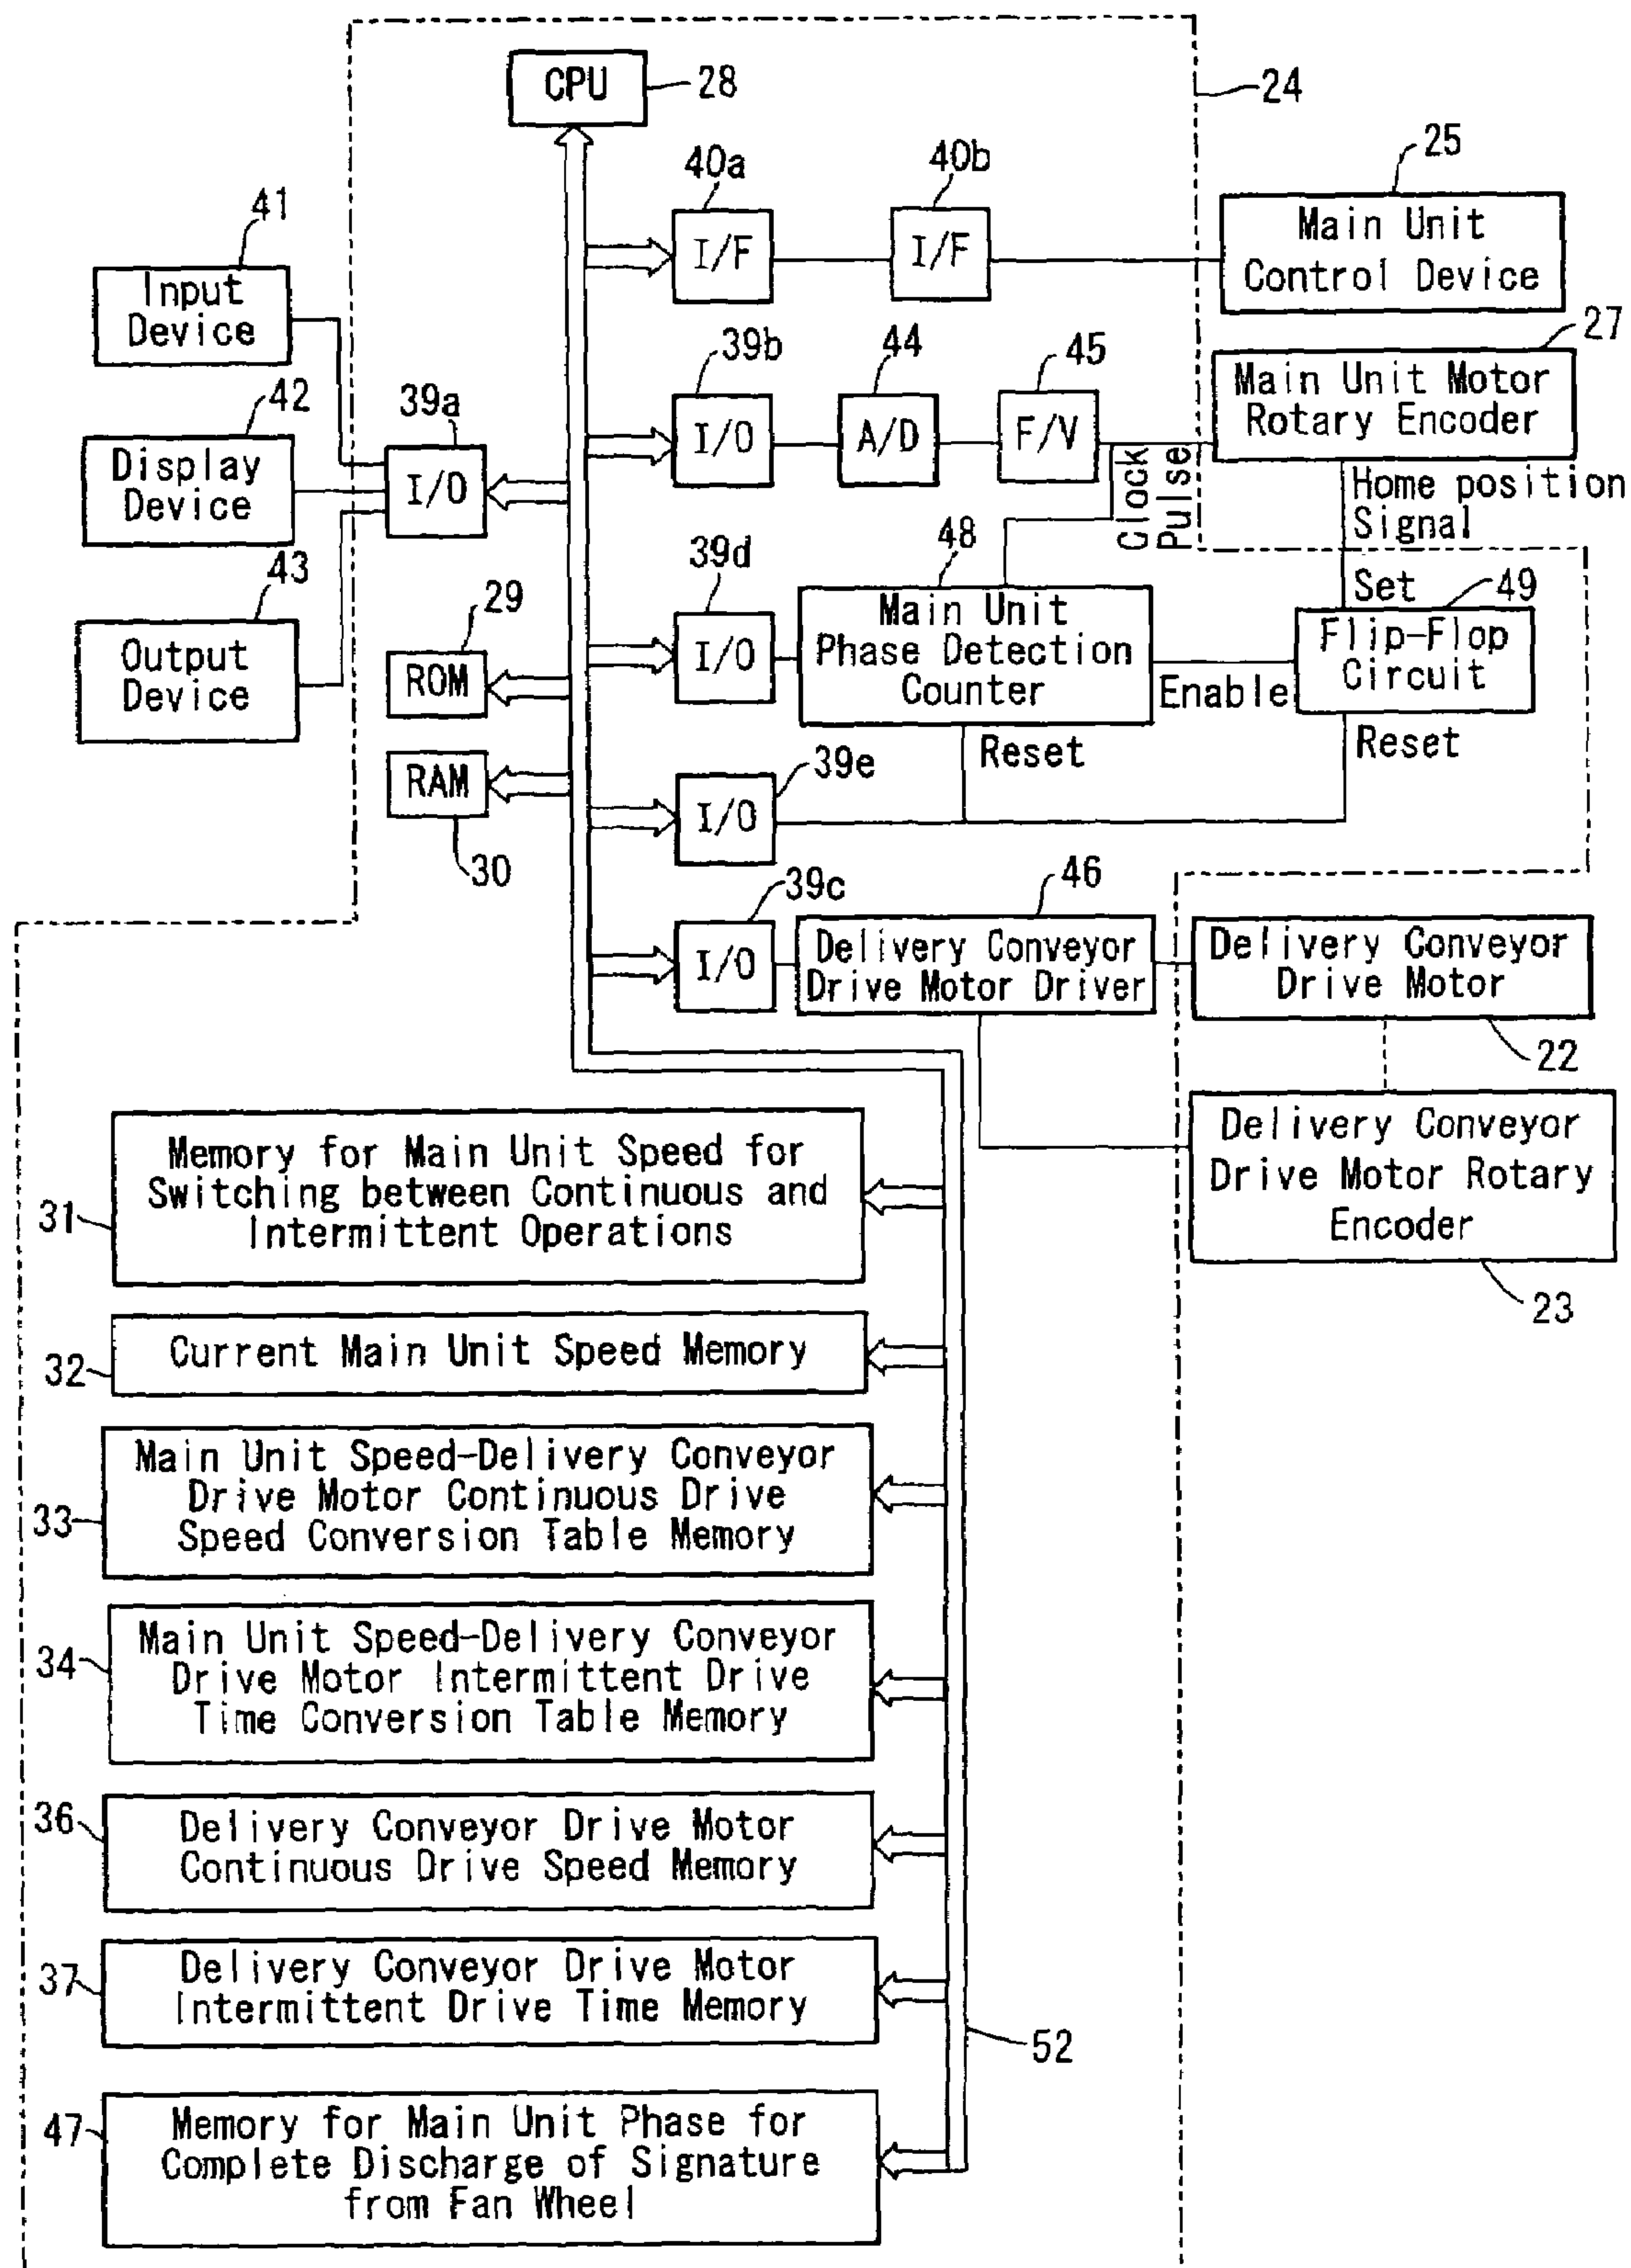 CPU
28
24
40a
40b
25
I/F
I/F
Main Unit
Control Device
41
Input
Device
27
39b
44
45
I/O
A/D
F/V
Main Unit Motor
Rotary Encoder
Clock
Pulse
Home position
Signal
42
Display
Device
39a
I/O
43
Output
Device
39d
48
I/O
Main Unit
Phase Detection
Counter
Set
49
Flip-Flop
Circuit
Enable
Reset
Reset
29
ROM
RAM
30
39e
I/O
39c
46
I/O
Delivery Conveyor
Drive Motor Driver
Delivery Conveyor
Drive Motor
22
Delivery Conveyor
Drive Motor Rotary
Encoder
23
31
Memory for Main Unit Speed for
Switching between Continuous and
Intermittent Operations
32
Current Main Unit Speed Memory
33
Main Unit Speed-Delivery Conveyor
Drive Motor Continuous Drive
Speed Conversion Table Memory
34
Main Unit Speed-Delivery Conveyor
Drive Motor Intermittent Drive
Time Conversion Table Memory
36
Delivery Conveyor Drive Motor
Continuous Drive Speed Memory
37
Delivery Conveyor Drive Motor
Intermittent Drive Time Memory
52
47
Memory for Main Unit Phase for
Complete Discharge of Signature
from Fan Wheel